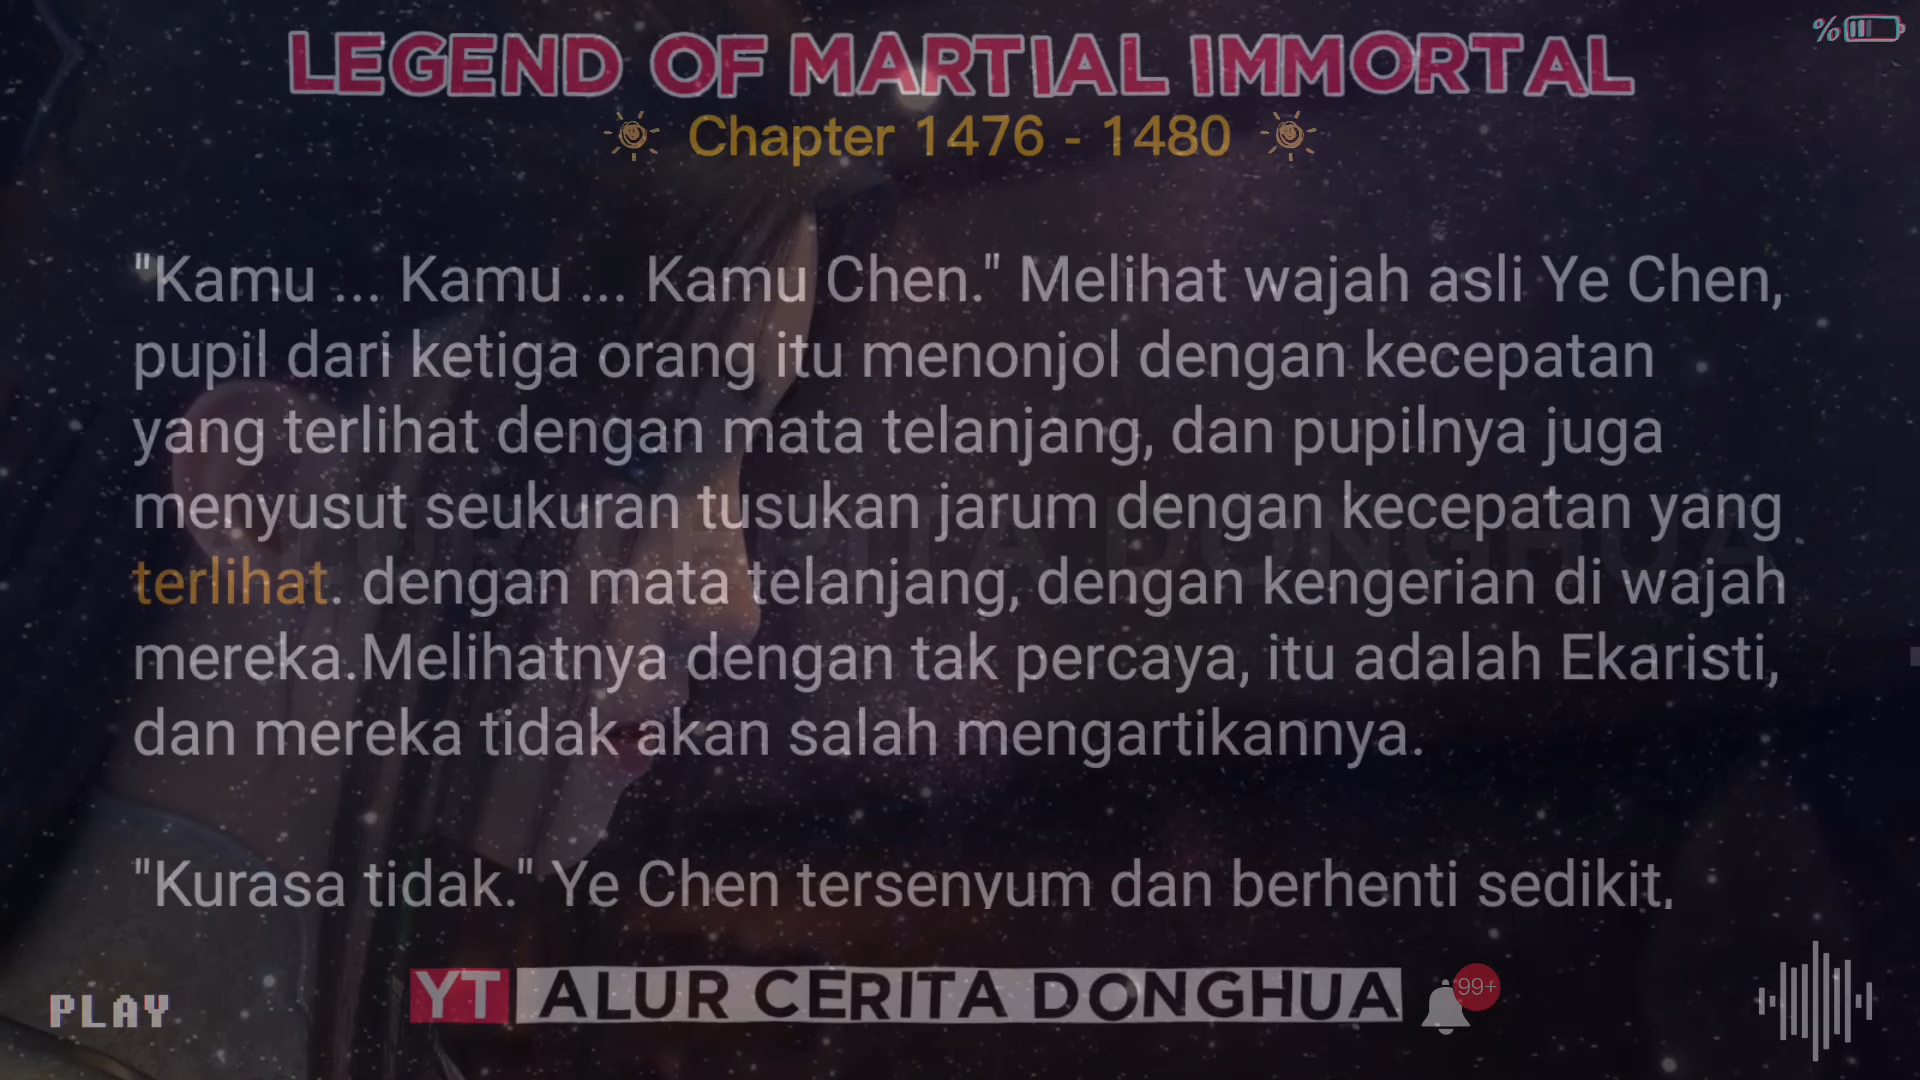 LEGEND OF MARTIAL IMMORTAL
%
Chapter 1476 - 1480
"Kamu ... Kamu ... Kamu Chen." Melihat wajah asli Ye Chen,
pupil dari ketiga orang itu menonjol dengan kecepatan
yang terlihat dengan mata telanjang, dan pupilnya juga
menyusut seukuran tusukan jarum dengan kecepatan yang
terlihat. dengan mata telanjang, dengan kengerian di wajah
mereka.Melihatnya dengan tak percaya, itu adalah Ekaristi,
dan mereka tidak akan salah mengartikannya.
"Kurasa tidak." Ye Chen tersenyum dan berhenti sedikit,
PLAY
YT ALUR CERITA DONGHUA
99+
ALUR CERITA DONGHUA